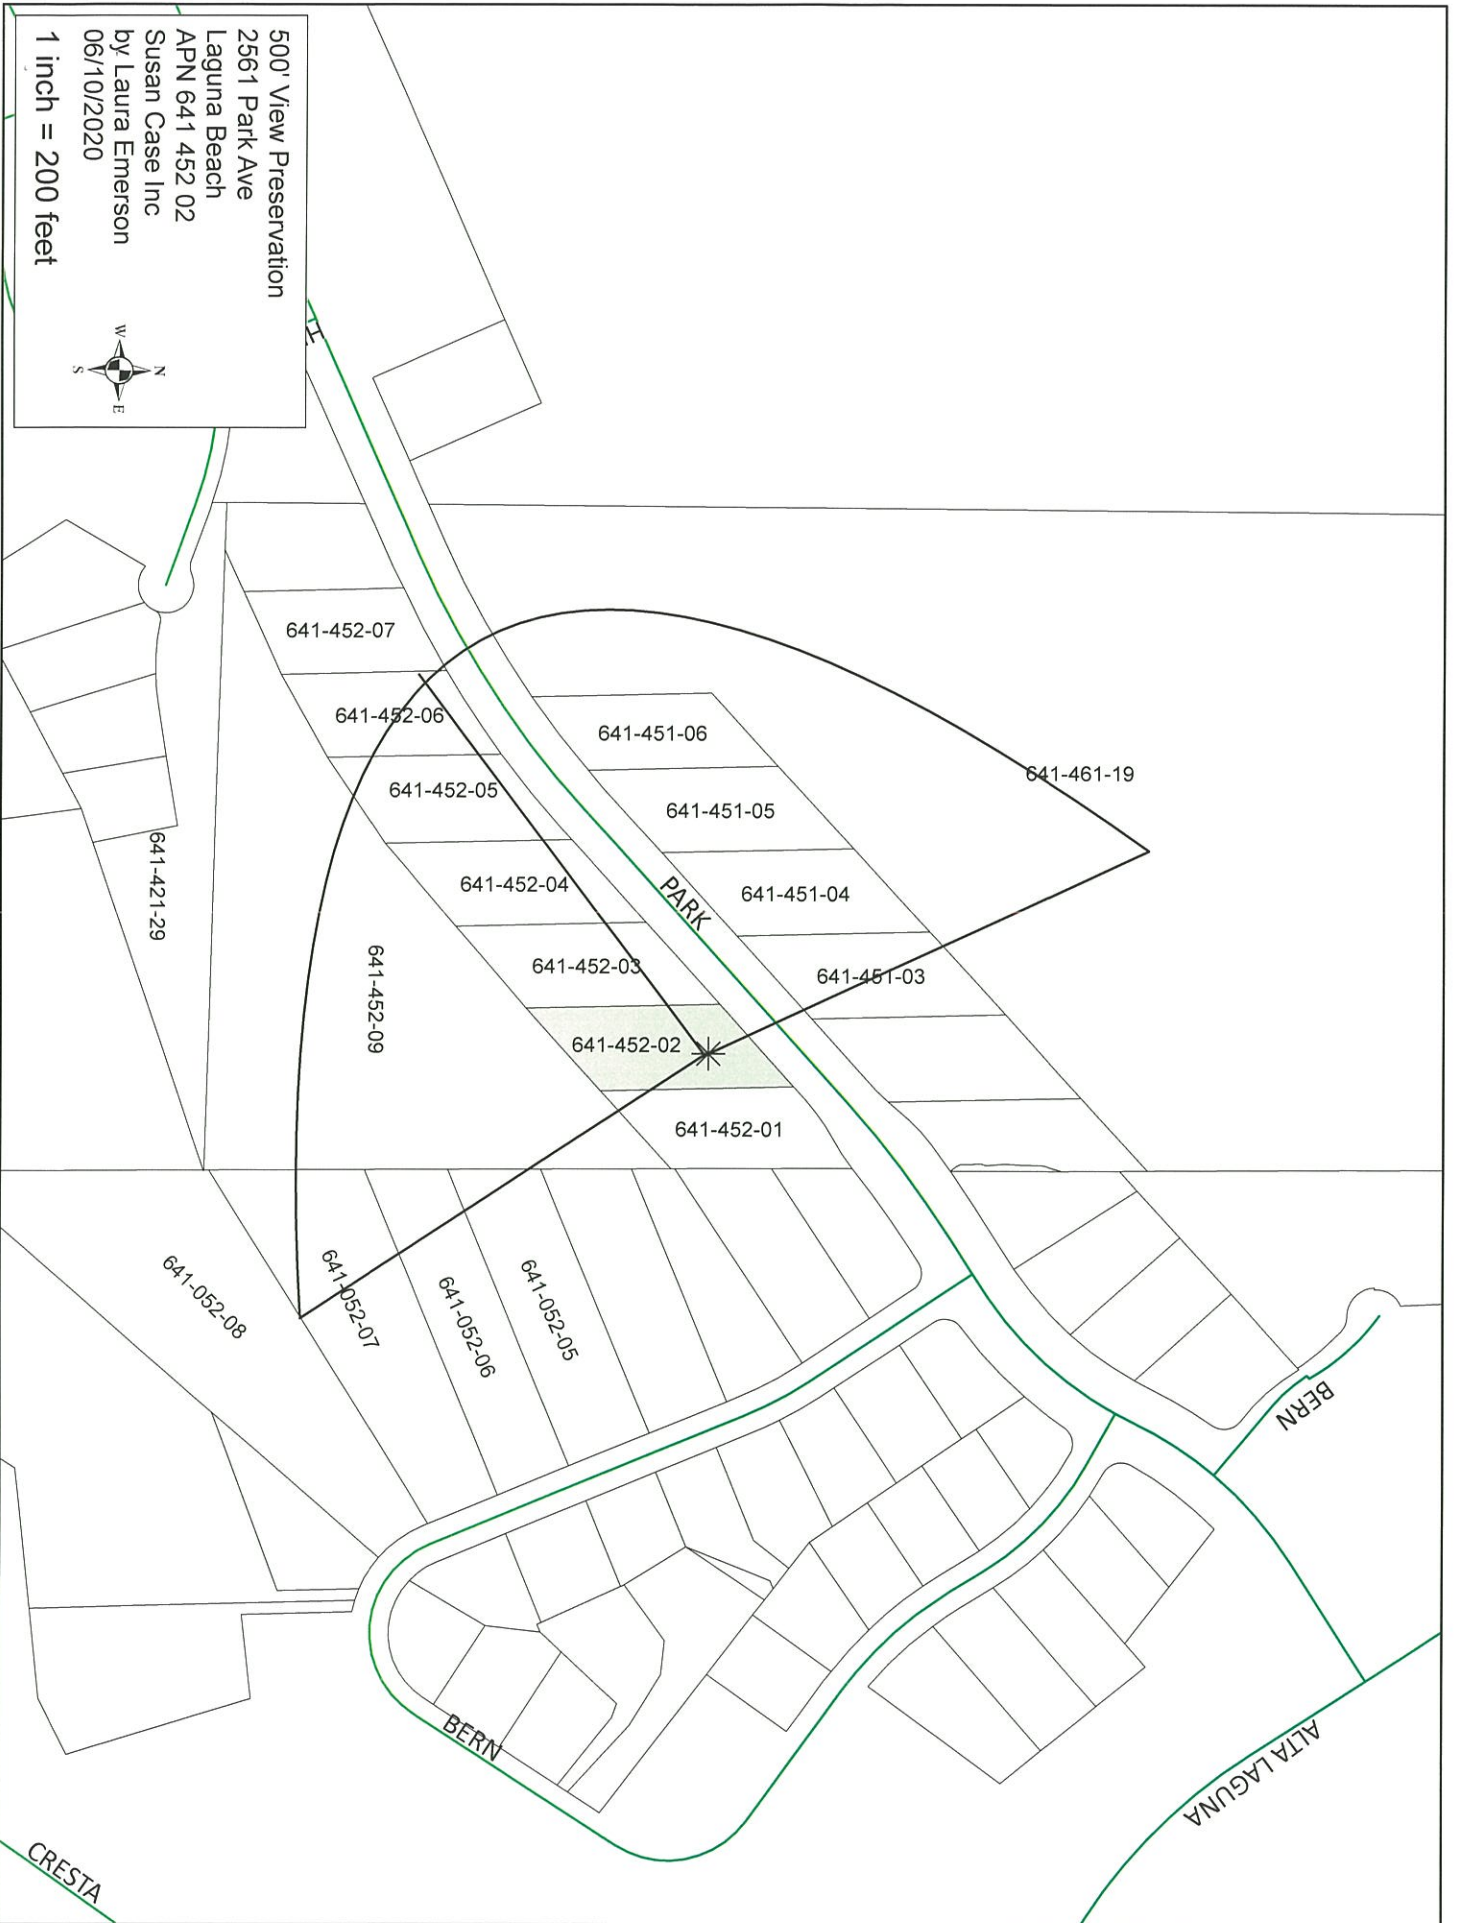 500' View Preservation
2561 Park Ave
Laguna Beach
APN 641 452 02
Susan Case Inc
by Laura Emerson
06/10/2020
1 inch = 200 feet
N
W
E
S
641-452-07
641-452-06
641-452-05
641-452-04
641-452-03
641-452-02
641-452-01
641-451-06
641-451-05
641-451-04
641-451-03
641-461-19
PARK
641-421-29
641-452-09
641-052-08
641-052-07
641-052-06
641-052-05
BERN
BERN
ALTA LAGUNA
CRESTA